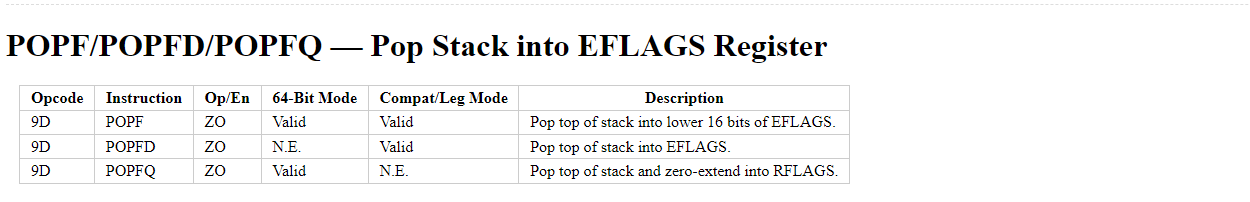 POPF/POPFD/POPFQ — Pop Stack into EFLAGS Register
Opcode Instruction Op/En 64-Bit Mode Compat/Leg Mode Description
9D POPF ZO Valid Valid Pop top of stack into lower 16 bits of EFLAGS.
9D POPFD ZO N.E. Valid Pop top of stack into EFLAGS.
9D POPFQ ZO Valid N.E. Pop top of stack and zero-extend into RFLAGS.